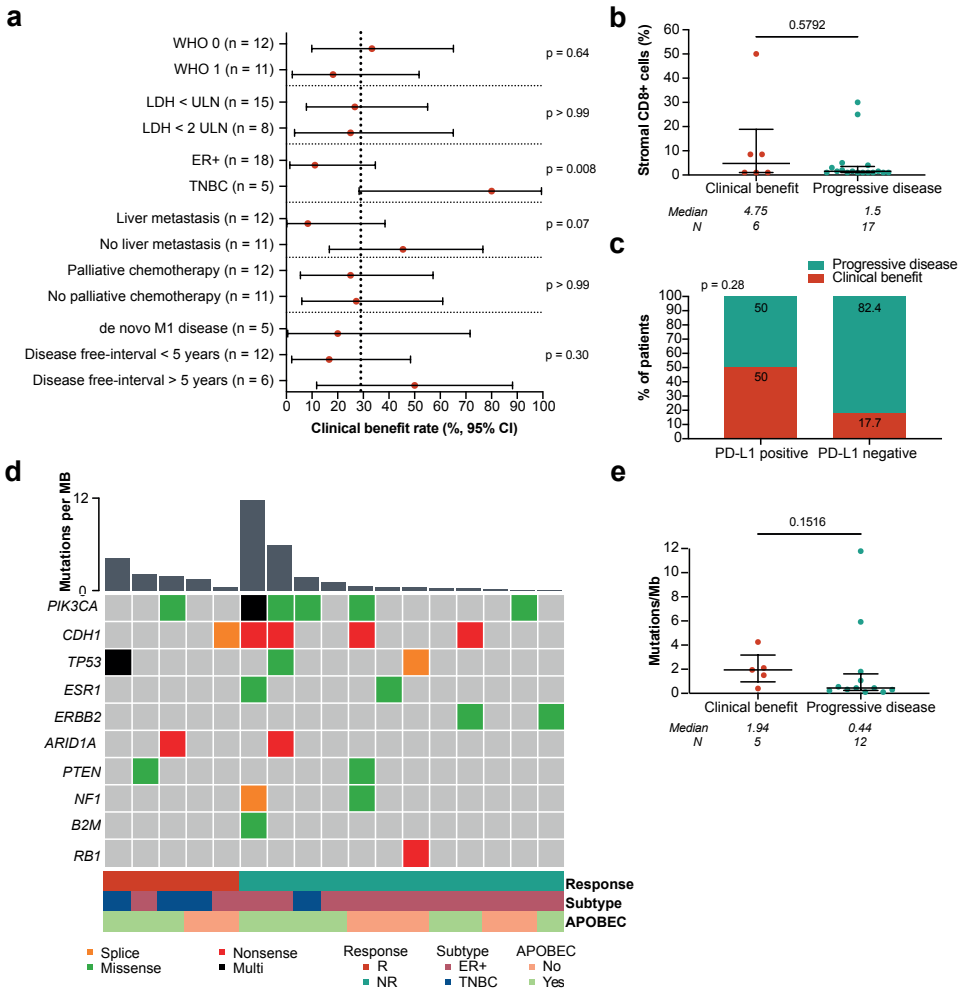 a
WHO 0 (n = 12)
WHO 1 (n = 11)
p = 0.64
LDH < ULN (n = 15)
LDH < 2 ULN (n = 8)
p > 0.99
ER+ (n = 18)
TNBC (n = 5)
p = 0.008
Liver metastasis (n = 12)
No liver metastasis (n = 11)
p = 0.07
Palliative chemotherapy (n = 12)
No palliative chemotherapy (n = 11)
p > 0.99
de novo M1 disease (n = 5)
Disease free-interval < 5 years (n = 12)
Disease free-interval > 5 years (n = 6)
p = 0.30
0 10 20 30 40 50 60 70 80 90 100
Clinical benefit rate (%, 95% CI)
b
0.5792
Stromal CD8+ cells (%)
60
50
40
30
20
10
0
Clinical benefit Progressive disease
Median 4.75 1.5
N 6 17
c
Progressive disease
Clinical benefit
p = 0.28
% of patients
100
90
80
70
60
50
40
30
20
10
0
50 82.4
50 17.7
PD-L1 positive PD-L1 negative
d
Mutations per MB
12
0
PIK3CA
CDH1
TP53
ESR1
ERBB2
ARID1A
PTEN
NF1
B2M
RB1
Response
Subtype
APOBEC
Splice
Missense
Nonsense
Multi
Response
R
NR
Subtype
ER+
TNBC
APOBEC
No
Yes
e
0.1516
Mutations/Mb
12
10
8
6
4
2
0
Clinical benefit Progressive disease
Median 1.94 0.44
N 5 12